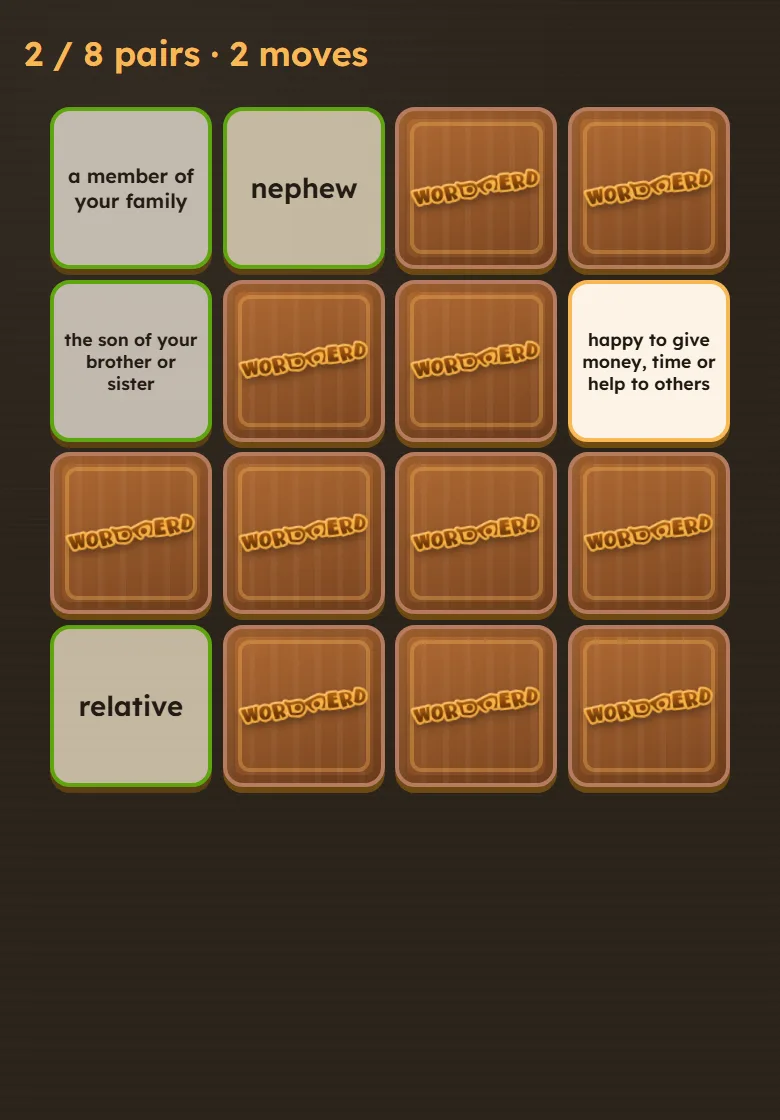 2 / 8 pairs · 2 moves
a member of
your family
nephew
WORDNERD
WORDNERD
the son of your
brother or
sister
WORDNERD
WORDNERD
happy to give
money, time or
help to others
WORDNERD
WORDNERD
WORDNERD
WORDNERD
relative
WORDNERD
WORDNERD
WORDNERD